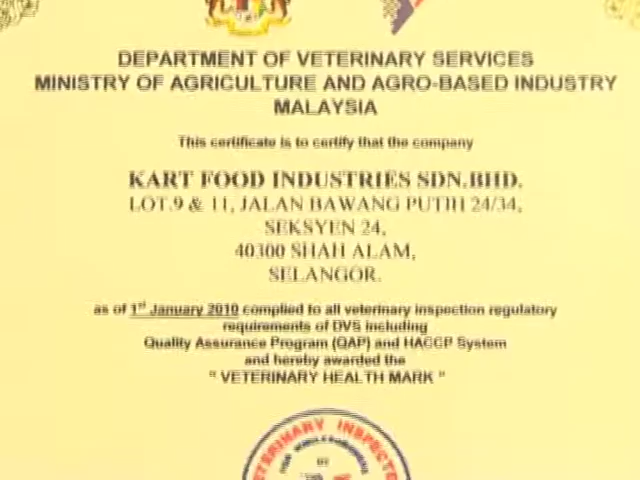 DEPARTMENT OF VETERINARY SERVICES
MINISTRY OF AGRICULTURE AND AGRO-BASED INDUSTRY
MALAYSIA
This certificate is to certify that the company
KART FOOD INDUSTRIES SDN.BHD.
LOT.9 & 11, JALAN BAWANG PUTIH 24/34,
SEKSYEN 24,
40300 SHAH ALAM,
SELANGOR.
as of 1st January 2010 complied to all veterinary inspection regulatory
requirements of DVS including
Quality Assurance Program (QAP) and HACCP System
and hereby awarded the
" VETERINARY HEALTH MARK "